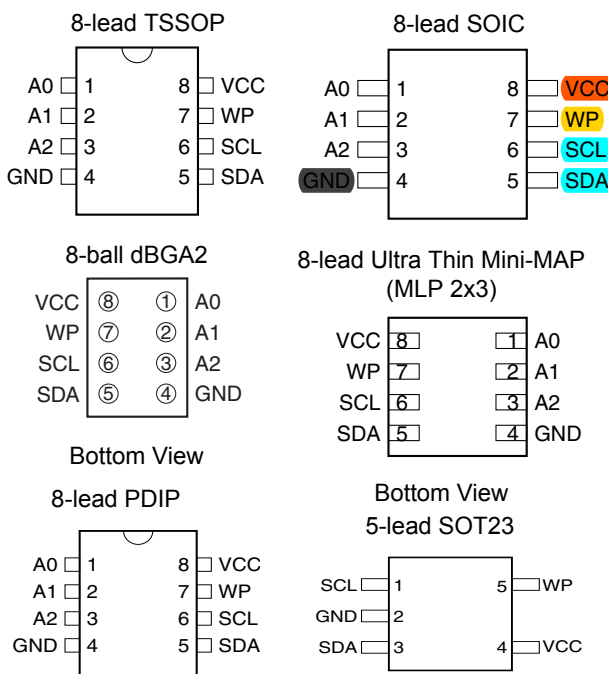 8-lead TSSOP
A0 1 8 VCC
A1 2 7 WP
A2 3 6 SCL
GND 4 5 SDA
8-lead SOIC
A0 1 8 VCC
A1 2 7 WP
A2 3 6 SCL
GND 4 5 SDA
8-ball dBGA2
VCC 8 1 A0
WP 7 2 A1
SCL 6 3 A2
SDA 5 4 GND
Bottom View
8-lead Ultra Thin Mini-MAP
(MLP 2x3)
VCC 8 1 A0
WP 7 2 A1
SCL 6 3 A2
SDA 5 4 GND
Bottom View
8-lead PDIP
A0 1 8 VCC
A1 2 7 WP
A2 3 6 SCL
GND 4 5 SDA
5-lead SOT23
SCL 1 5 WP
GND 2
SDA 3 4 VCC